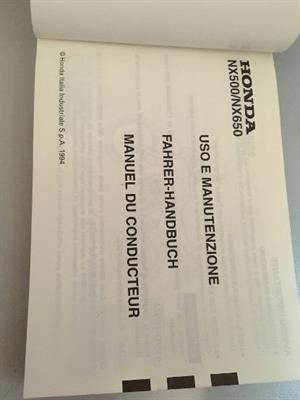 HONDA
NX500/NX650
USO E MANUTENZIONE
FAHRER-HANDBUCH
MANUEL DU CONDUCTEUR
© Honda Italia Industriale S.p.A. 1994